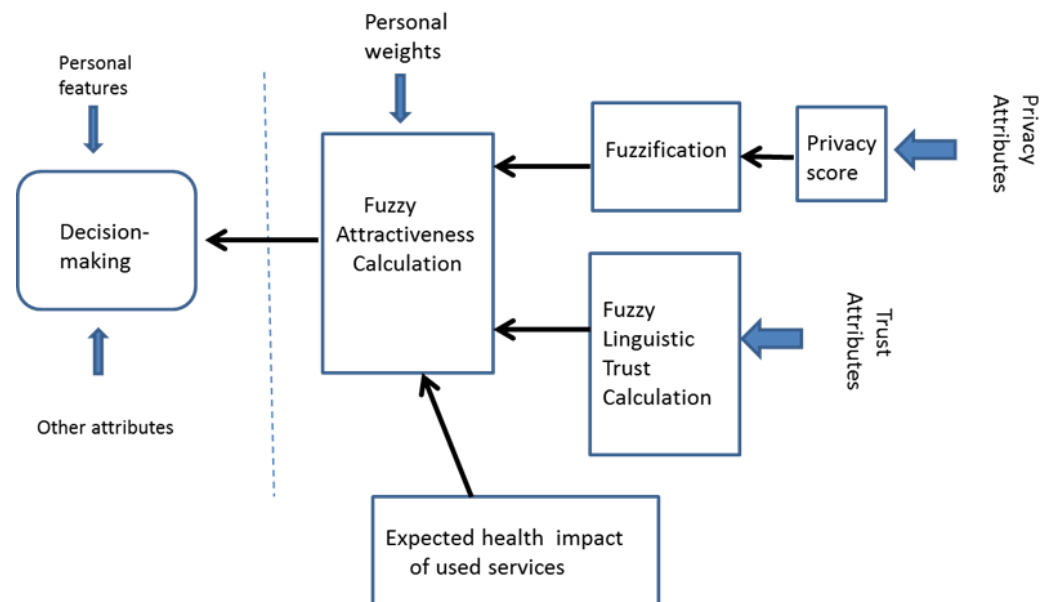 Personal
weights
Personal
features
Privacy
Attributes
Fuzzification
Privacy
score
Decision-
making
Fuzzy
Attractiveness
Calculation
Fuzzy
Linguistic
Trust
Calculation
Trust
Attributes
Other attributes
Expected health impact
of used services